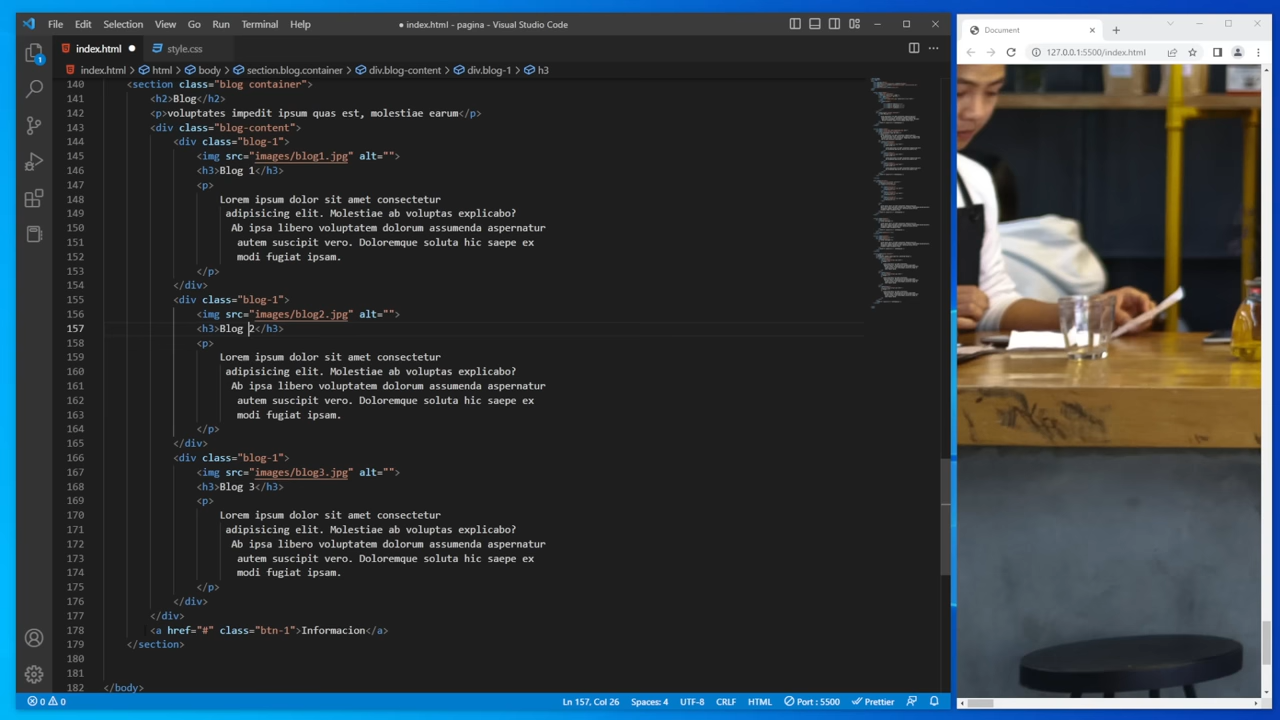 File Edit Selection View Go Run Terminal Help
● index.html - pagina - Visual Studio Code
index.html ●
style.css
index.html > html > body > section.blog.container > div.blog-content > div.blog-1 > h3
1
140 <section class="blog container">
141 <h2>Blog</h2>
142 <p>voluptates impedit ipsum quas est, molestiae earum</p>
143 <div class="blog-content">
144 <div class="blog-1">
145 <img src="images/blog1.jpg" alt="">
146 <h3>Blog 1</h3>
147 <p>
148 Lorem ipsum dolor sit amet consectetur
149 adipisicing elit. Molestiae ab voluptas explicabo?
150 Ab ipsa libero voluptatem dolorum assumenda aspernatur
151 autem suscipit vero. Doloremque soluta hic saepe ex
152 modi fugiat ipsam.
153 </p>
154 </div>
155 <div class="blog-1">
156 <img src="images/blog2.jpg" alt="">
157 <h3>Blog 2</h3>
158 <p>
159 Lorem ipsum dolor sit amet consectetur
160 adipisicing elit. Molestiae ab voluptas explicabo?
161 Ab ipsa libero voluptatem dolorum assumenda aspernatur
162 autem suscipit vero. Doloremque soluta hic saepe ex
163 modi fugiat ipsam.
164 </p>
165 </div>
166 <div class="blog-1">
167 <img src="images/blog3.jpg" alt="">
168 <h3>Blog 3</h3>
169 <p>
170 Lorem ipsum dolor sit amet consectetur
171 adipisicing elit. Molestiae ab voluptas explicabo?
172 Ab ipsa libero voluptatem dolorum assumenda aspernatur
173 autem suscipit vero. Doloremque soluta hic saepe ex
174 modi fugiat ipsam.
175 </p>
176 </div>
177 </div>
178 <a href="#" class="btn-1">Informacion</a>
179 </section>
180
181
182 </body>
0 0
Ln 157, Col 26 Spaces: 4 UTF-8 CRLF HTML Port : 5500 Prettier
Document
127.0.0.1:5500/index.html